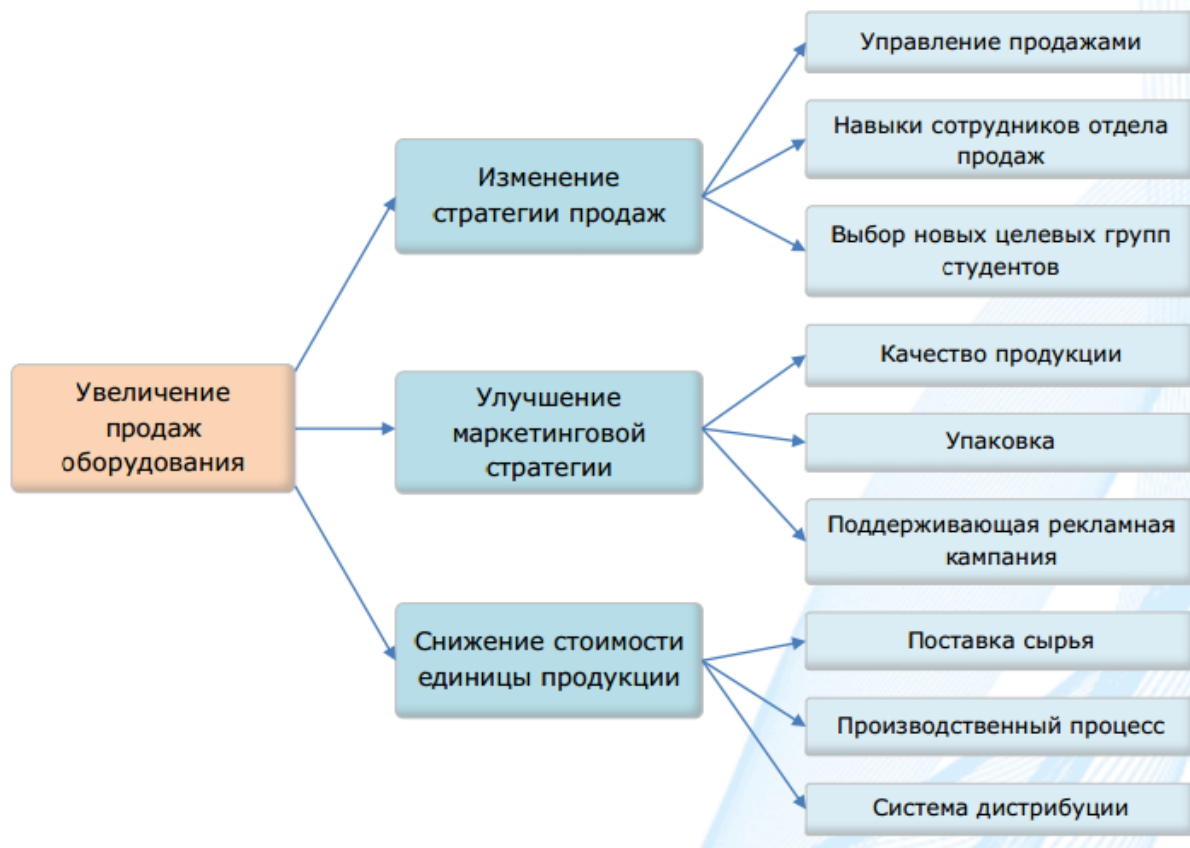 Увеличение
продаж
оборудования
Изменение
стратегии продаж
Управление продажами
Навыки сотрудников отдела
продаж
Выбор новых целевых групп
студентов
Улучшение
маркетинговой
стратегии
Качество продукции
Упаковка
Поддерживающая рекламная
кампания
Снижение стоимости
единицы продукции
Поставка сырья
Производственный процесс
Система дистрибуции